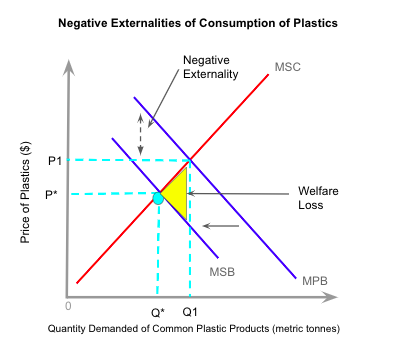 Negative Externalities of Consumption of Plastics
Negative
Externality
MSC
Price of Plastics ($)
P1
P*
Welfare
Loss
MSB
MPB
0
Q*
Q1
Quantity Demanded of Common Plastic Products (metric tonnes)